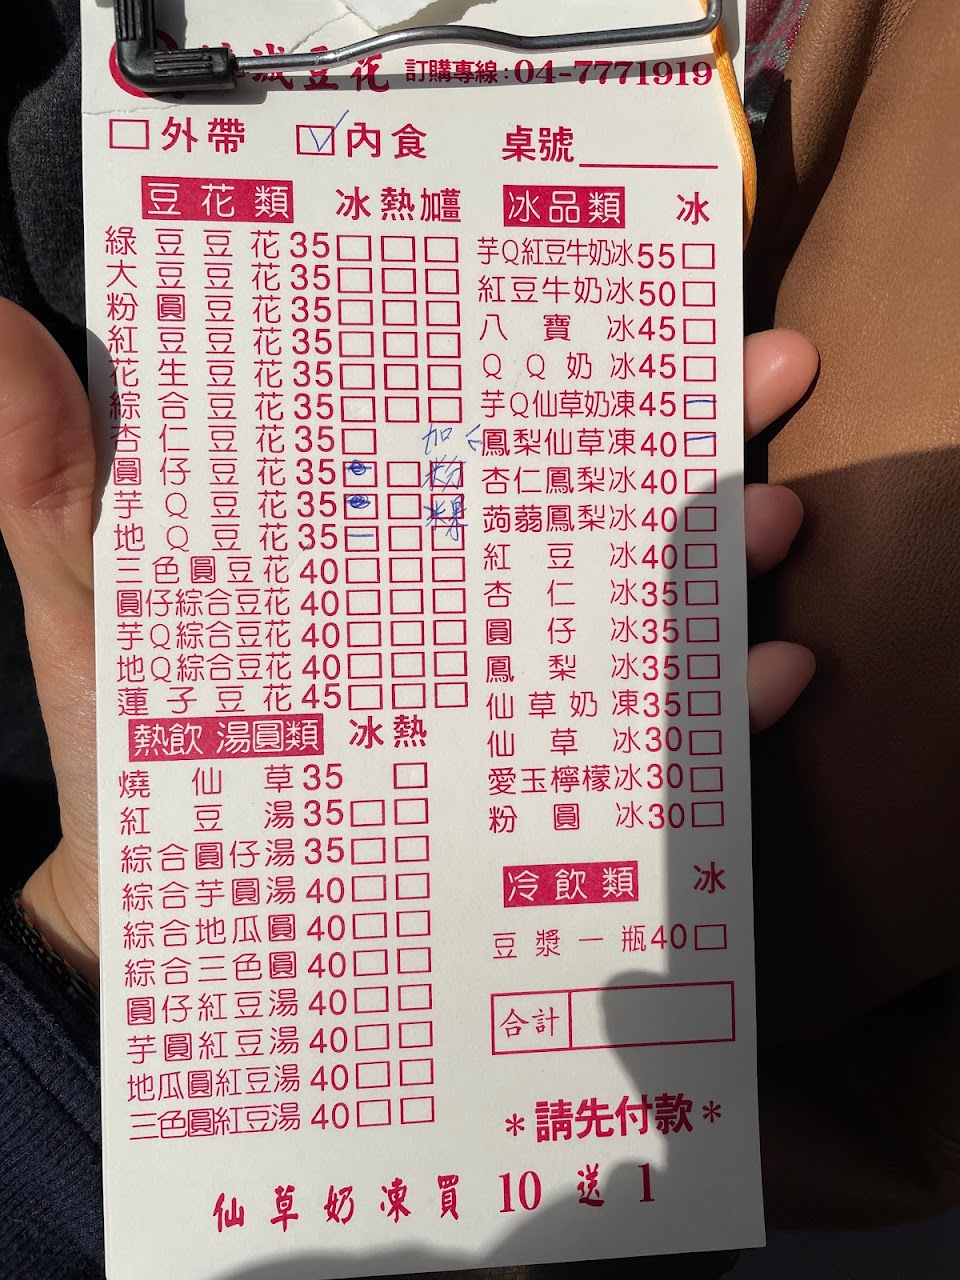 城豆花 訂購專線:04-7771919
□外帶 ☑內食 桌號
豆花類 冰 熱 加薑
綠豆豆花35□□□
大豆豆花35□□□
粉圓豆花35□□□
紅豆豆花35□□□
花生豆花35□□□
綜合豆花35□□□
杏仁豆花35□
圓仔豆花35□□□
芋Q豆花35□□□
地Q豆花35□□□
三色圓豆花40□□□
圓仔綜合豆花40□□□
芋Q綜合豆花40□□□
地Q綜合豆花40□□□
蓮子豆花45□□□
加
粉
粿
熱飲 湯圓類 冰 熱
燒仙草35□
紅豆湯35□□
綜合圓仔湯35□□
綜合芋圓湯40□□
綜合地瓜圓40□□
綜合三色圓40□□
圓仔紅豆湯40□□
芋圓紅豆湯40□□
地瓜圓紅豆湯40□□
三色圓紅豆湯40□□
冰品類 冰
芋Q紅豆牛奶冰55□
紅豆牛奶冰50□
八寶冰45□
QQ奶冰45□
芋Q仙草奶凍45□
鳳梨仙草凍40□
杏仁鳳梨冰40□
蒟蒻鳳梨冰40□
紅豆冰40□
杏仁冰35□
圓仔冰35□
鳳梨冰35□
仙草奶凍35□
仙草冰30□
愛玉檸檬冰30□
粉圓冰30□
冷飲類 冰
豆漿一瓶40□
合計
*請先付款*
仙草奶凍買10送1